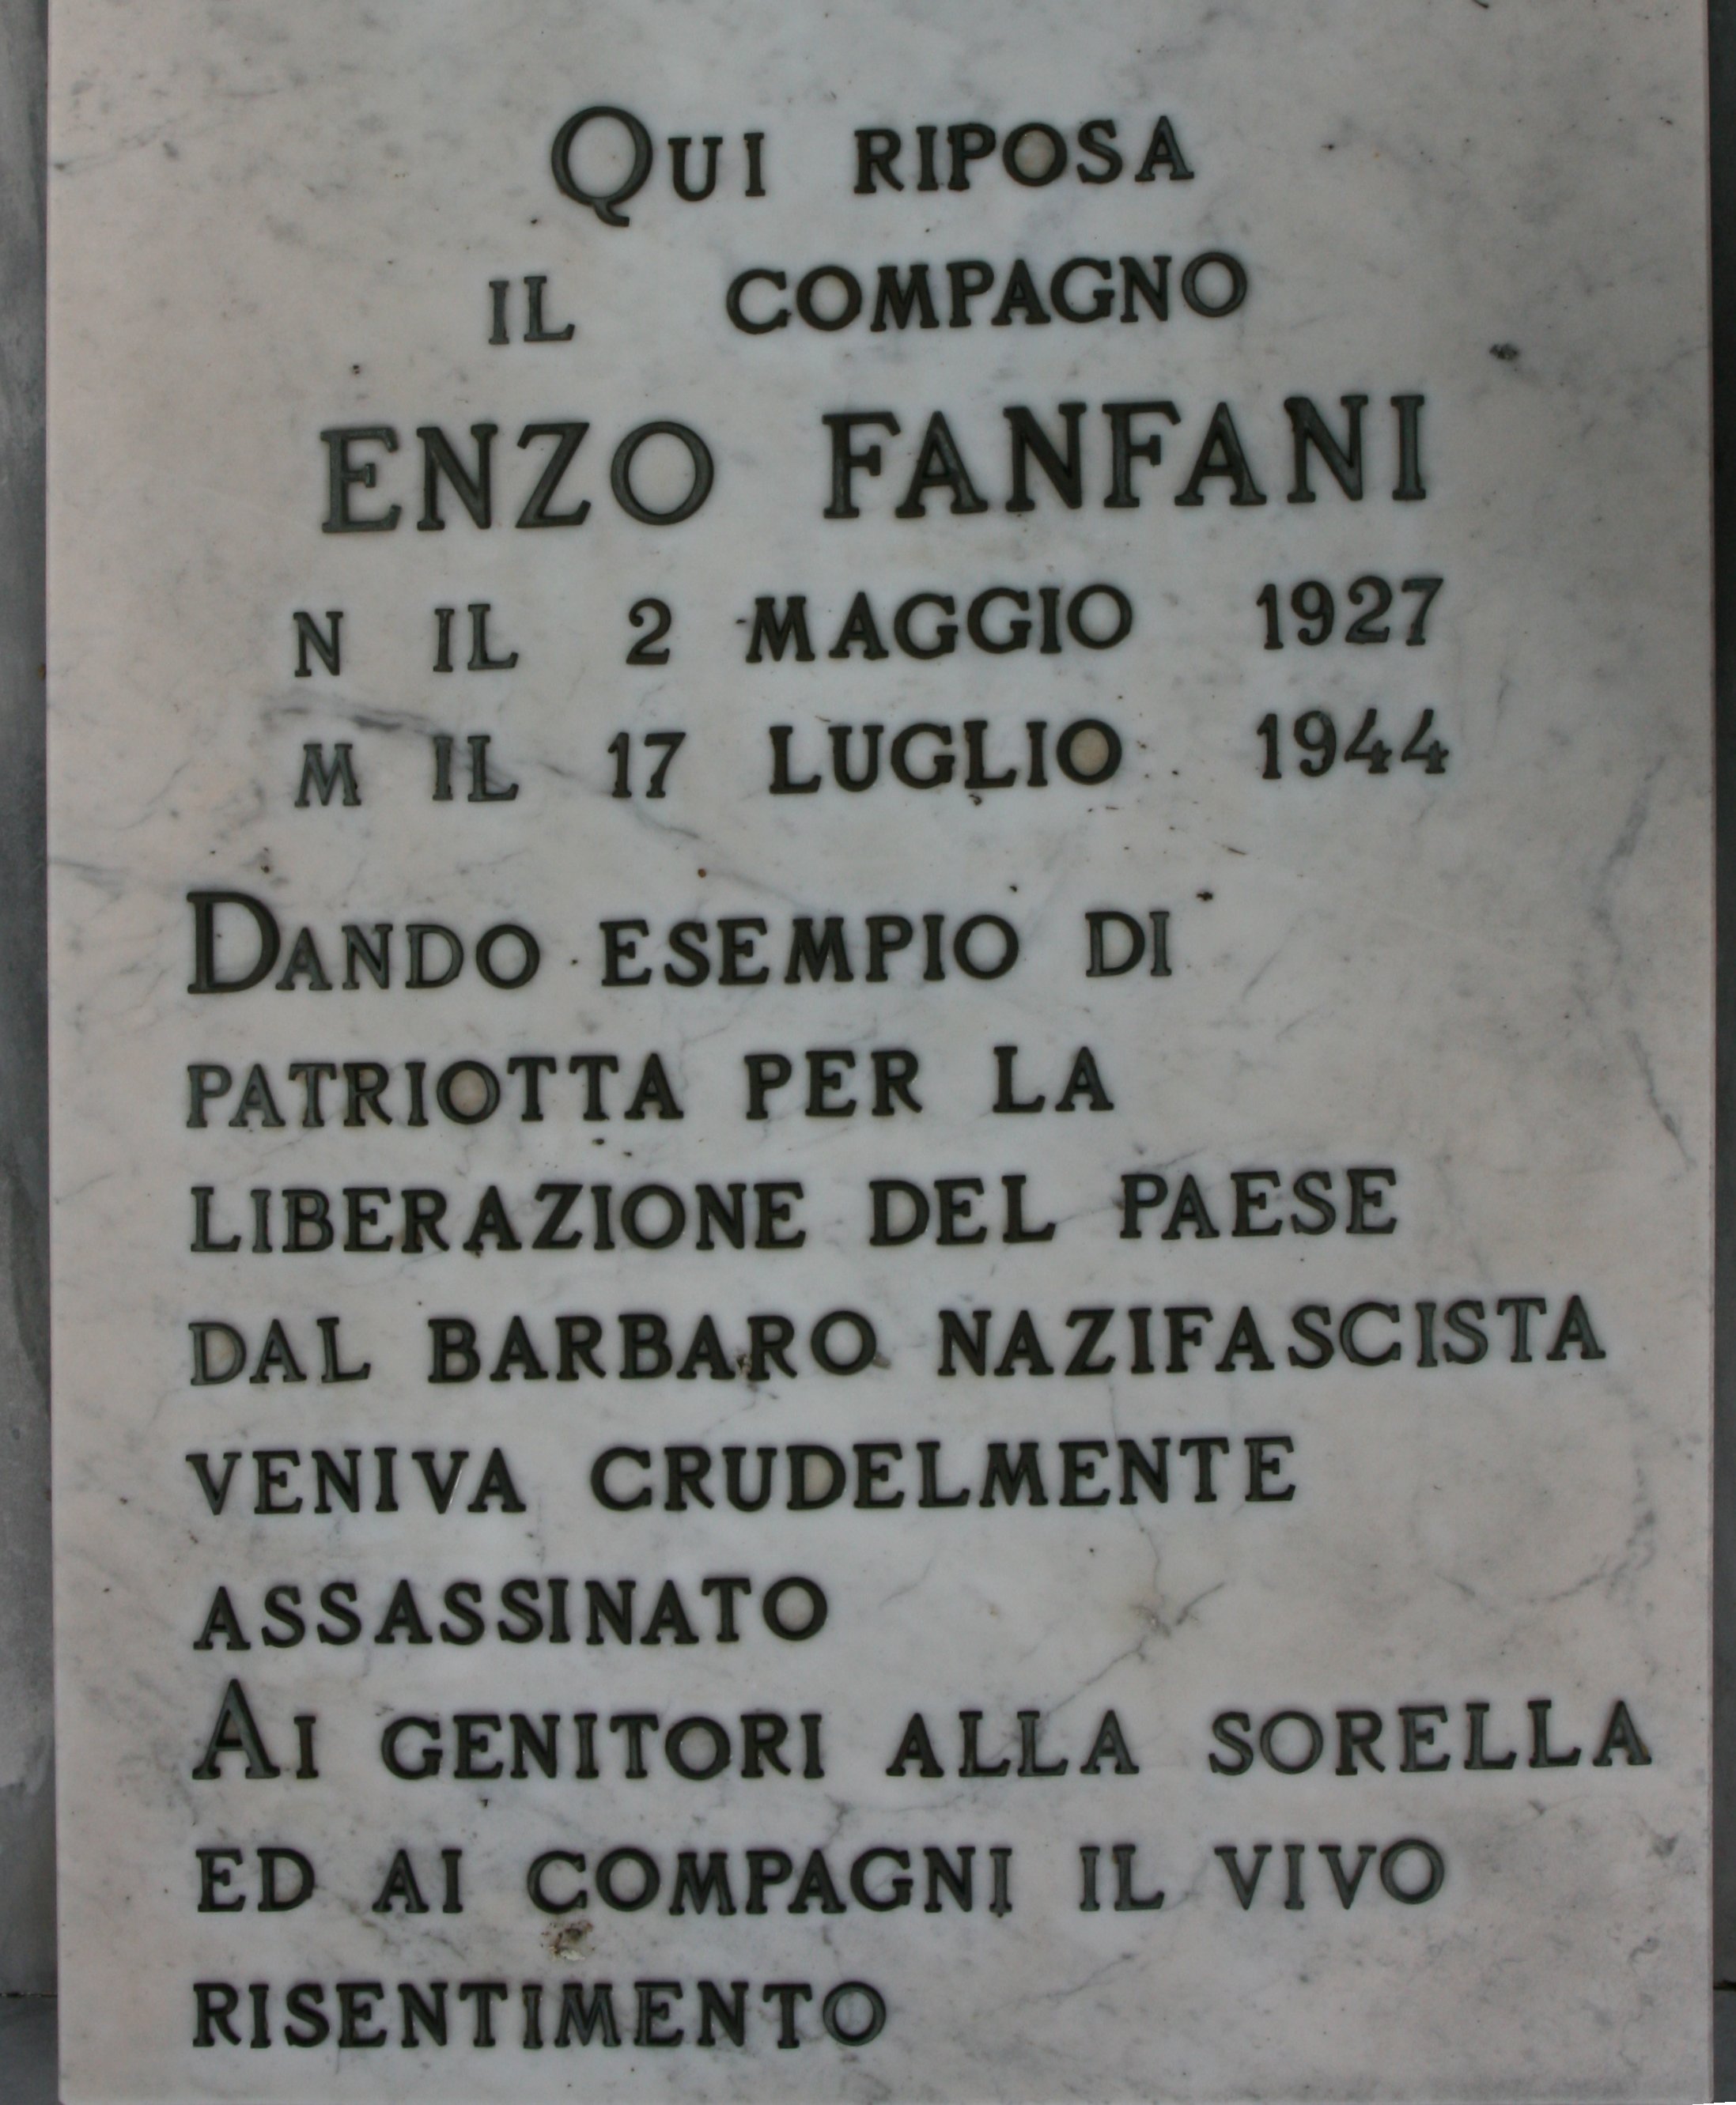 QUI RIPOSA
IL COMPAGNO
ENZO FANFANI
N IL 2 MAGGIO 1927
M IL 17 LUGLIO 1944
DANDO ESEMPIO DI
PATRIOTTA PER LA
LIBERAZIONE DEL PAESE
DAL BARBARO NAZIFASCISTA
VENIVA CRUDELMENTE
ASSASSINATO
AI GENITORI ALLA SORELLA
ED AI COMPAGNI IL VIVO
RISENTIMENTO